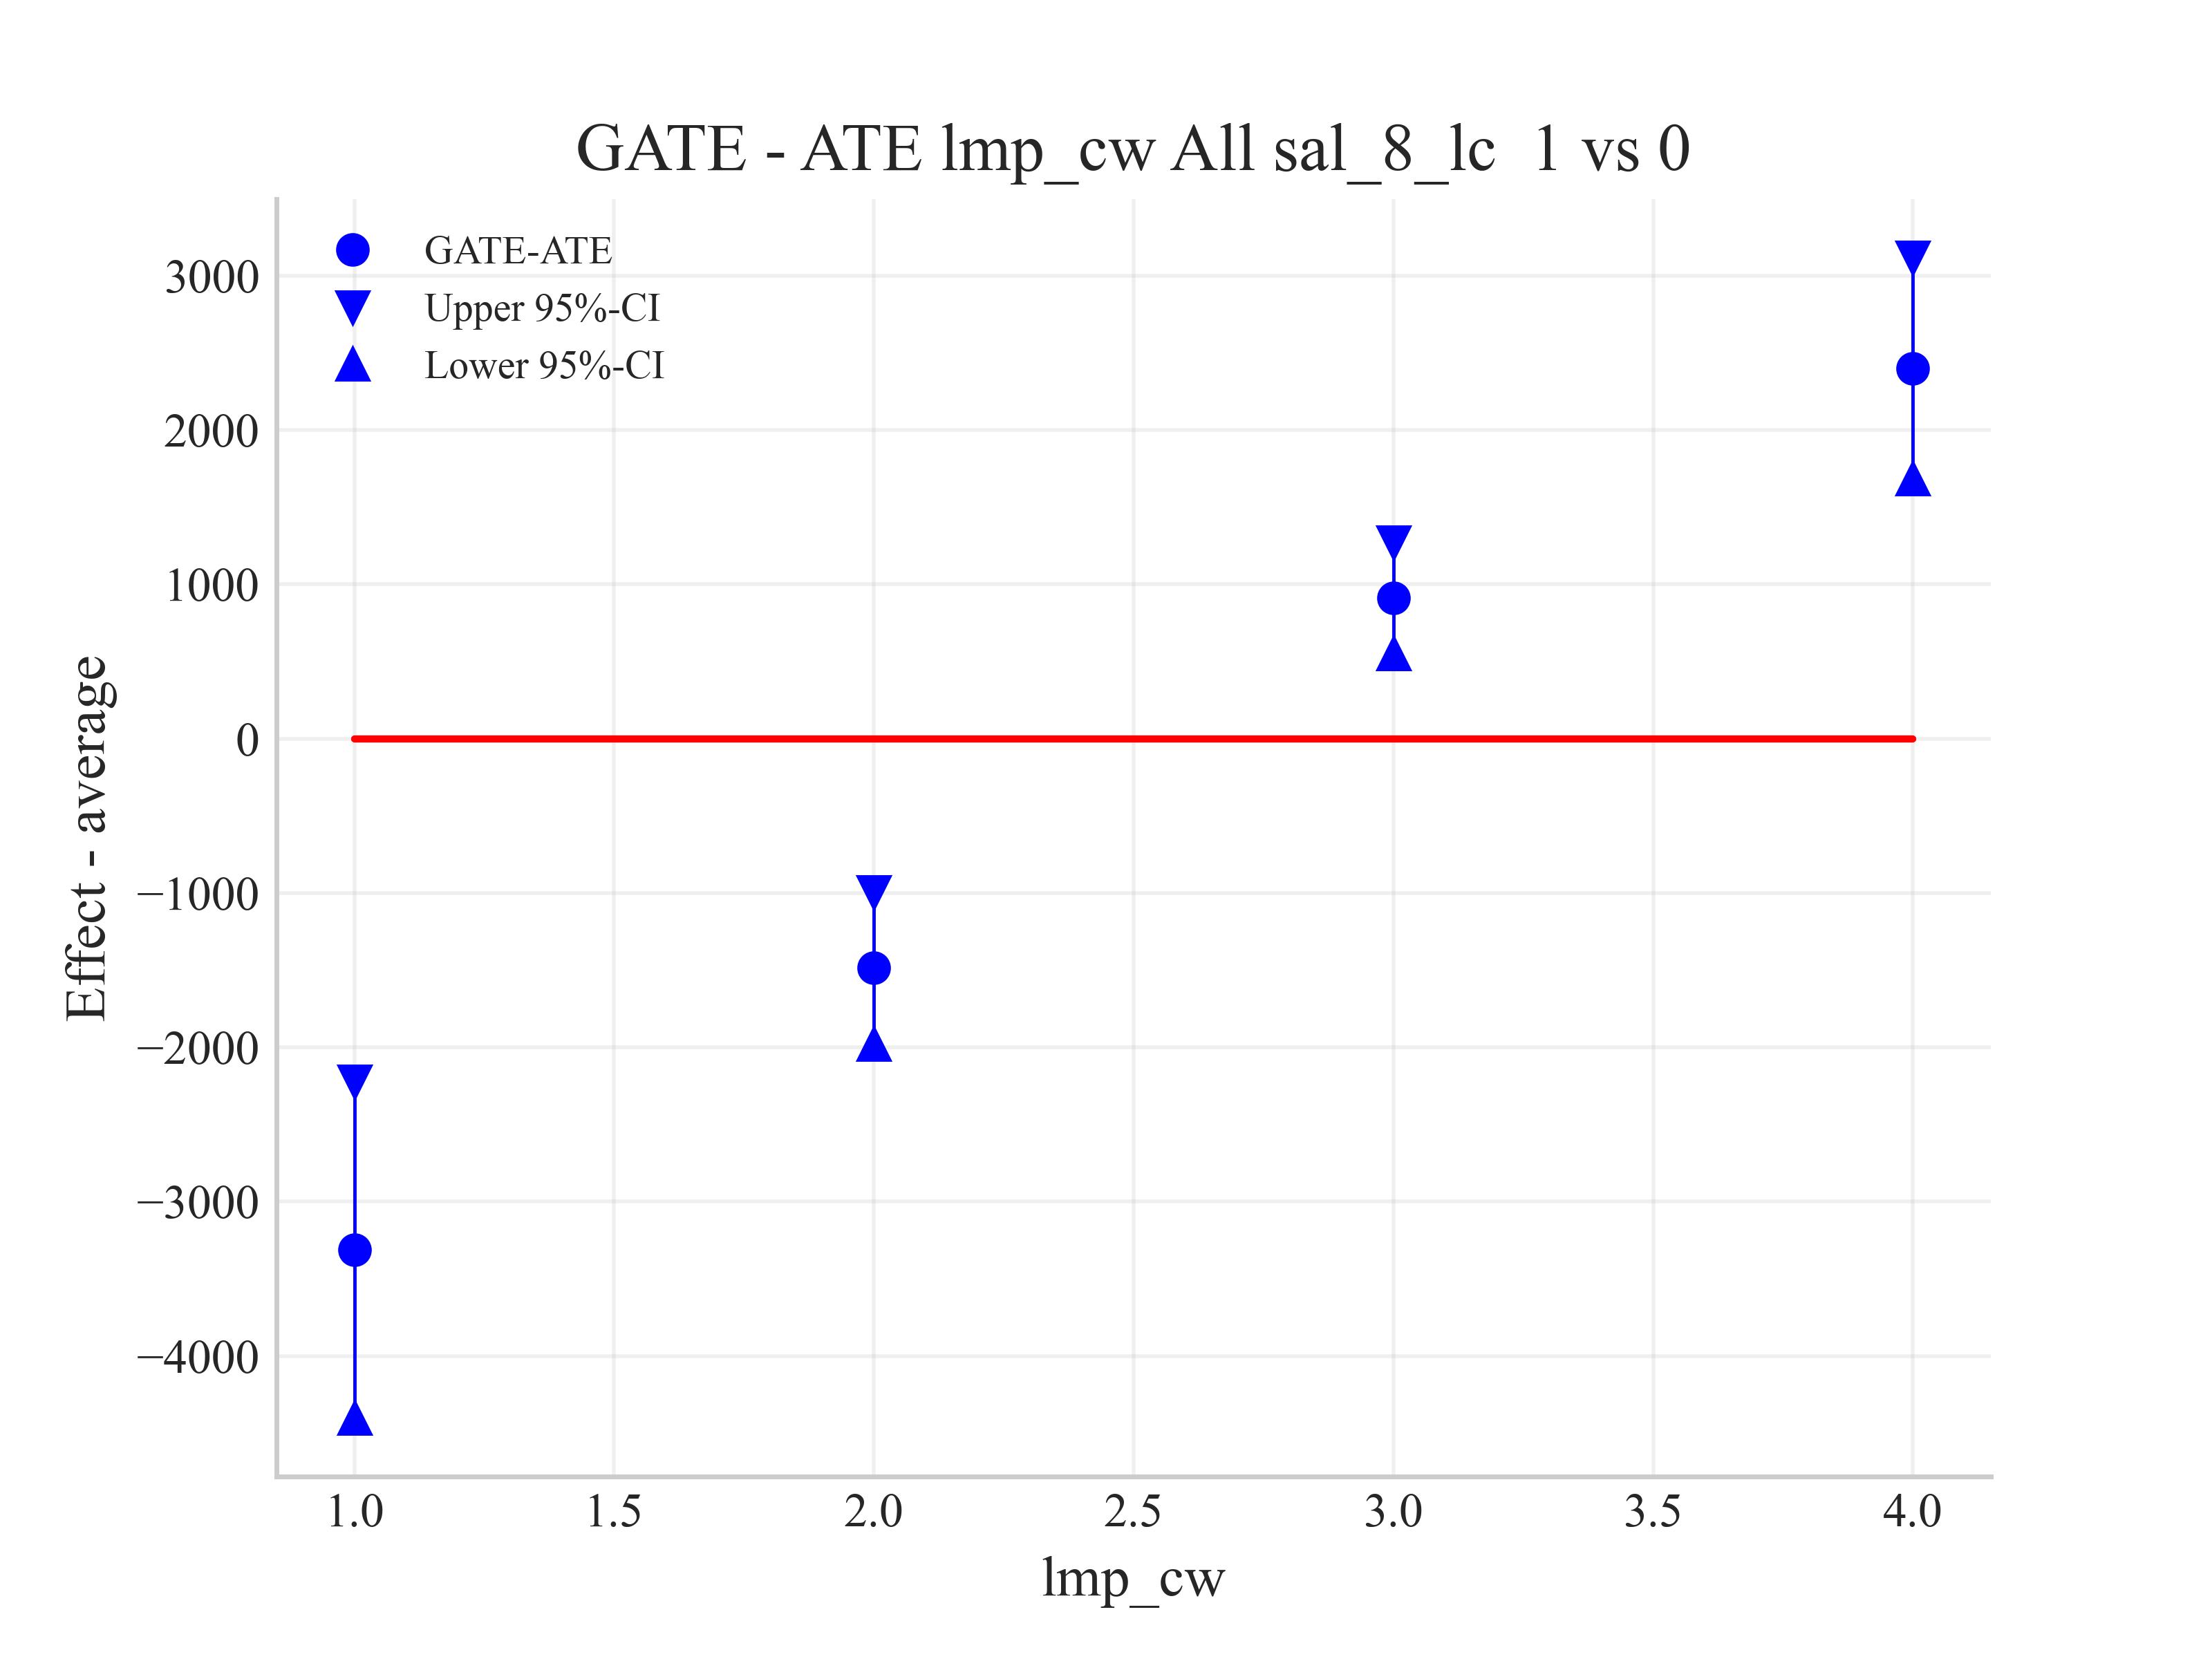 GATE - ATE lmp_cw All sal_8_lc  1 vs 0
GATE-ATE
Upper 95%-CI
Lower 95%-CI
3000
2000
1000
0
−1000
−2000
−3000
−4000
Effect - average
1.0 1.5 2.0 2.5 3.0 3.5 4.0
lmp_cw